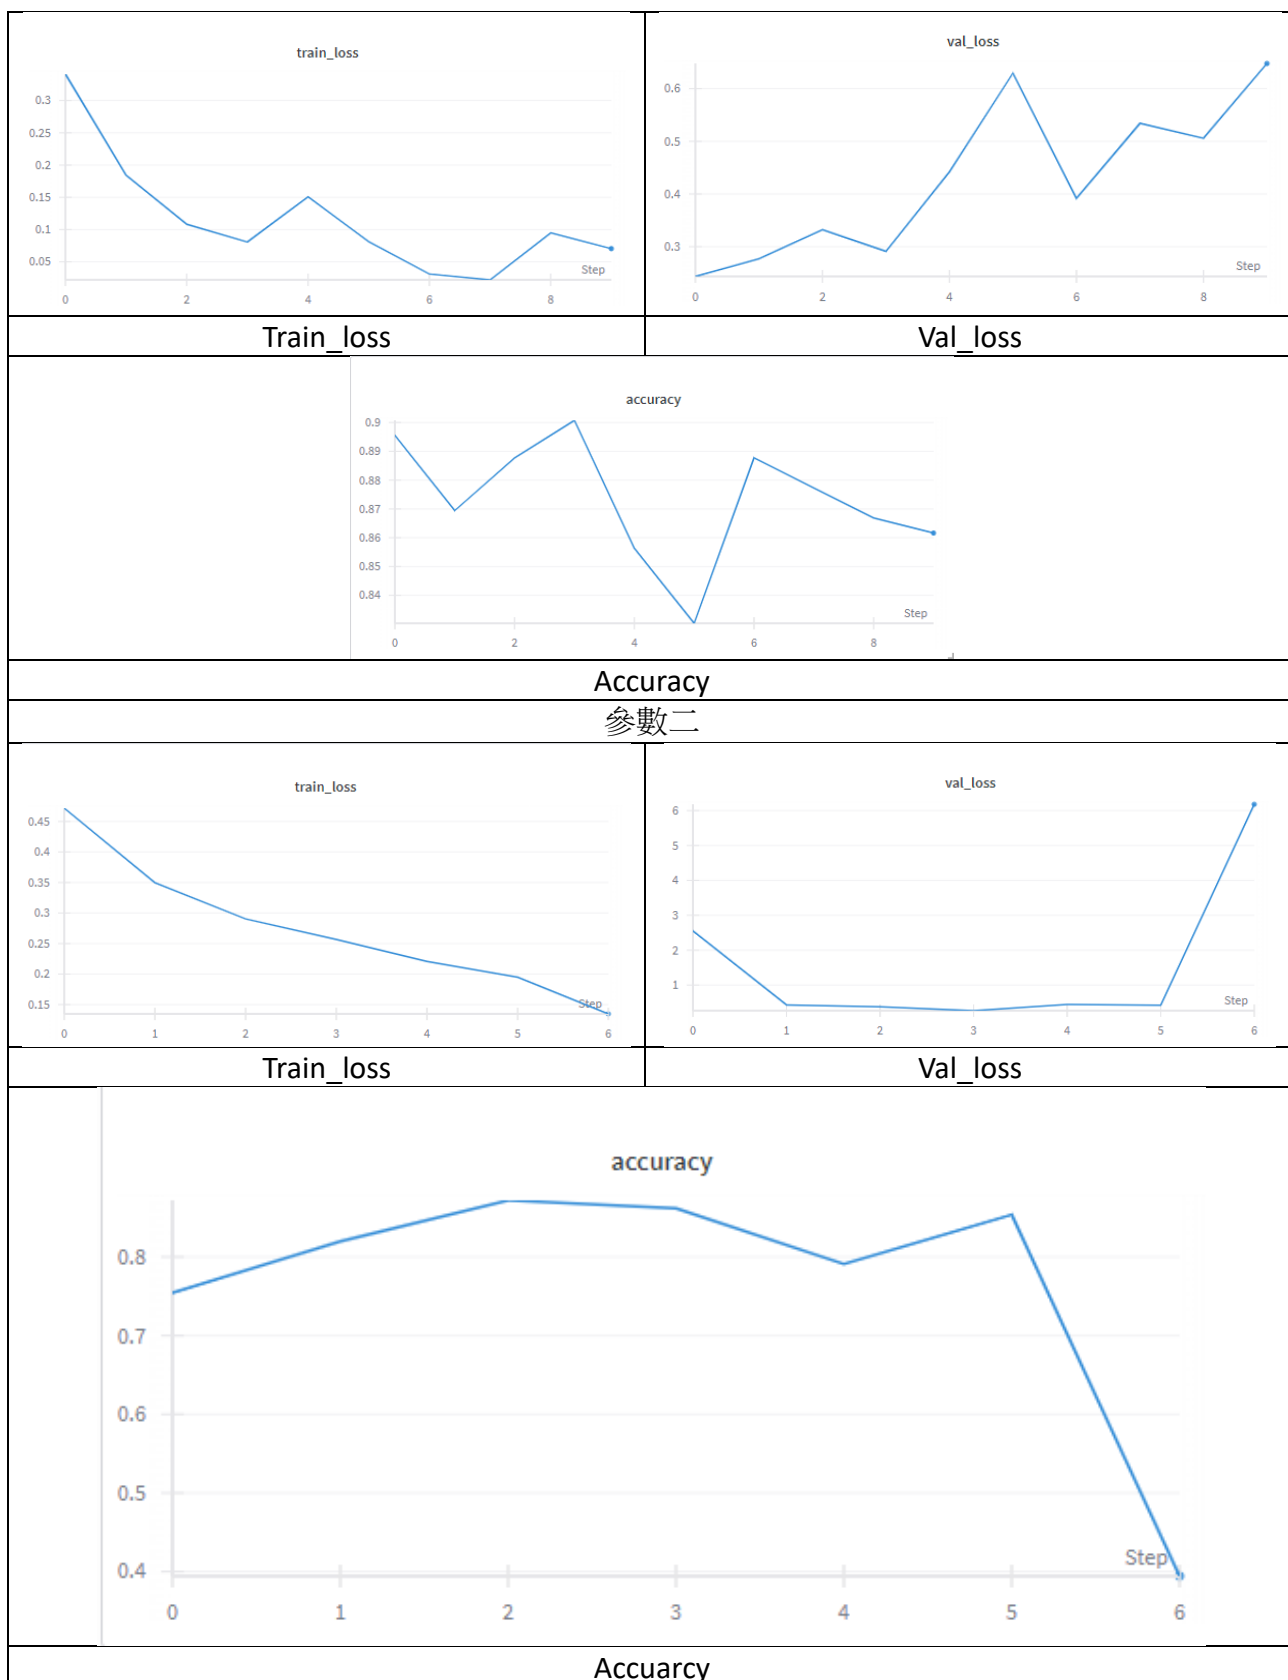 train_loss
0.3
0.25
0.2
0.15
0.1
0.05
Step
0 2 4 6 8
val_loss
0.6
0.5
0.4
0.3
Step
0 2 4 6 8
Train_loss Val_loss
accuracy
0.9
0.89
0.88
0.87
0.86
0.85
0.84
Step
0 2 4 6 8
Accuracy
參數二
train_loss
0.45
0.4
0.35
0.3
0.25
0.2
0.15
Step
0 1 2 3 4 5 6
val_loss
6
5
4
3
2
1
Step
0 1 2 3 4 5 6
Train_loss Val_loss
accuracy
0.8
0.7
0.6
0.5
0.4
Step
0 1 2 3 4 5 6
Accuarcy